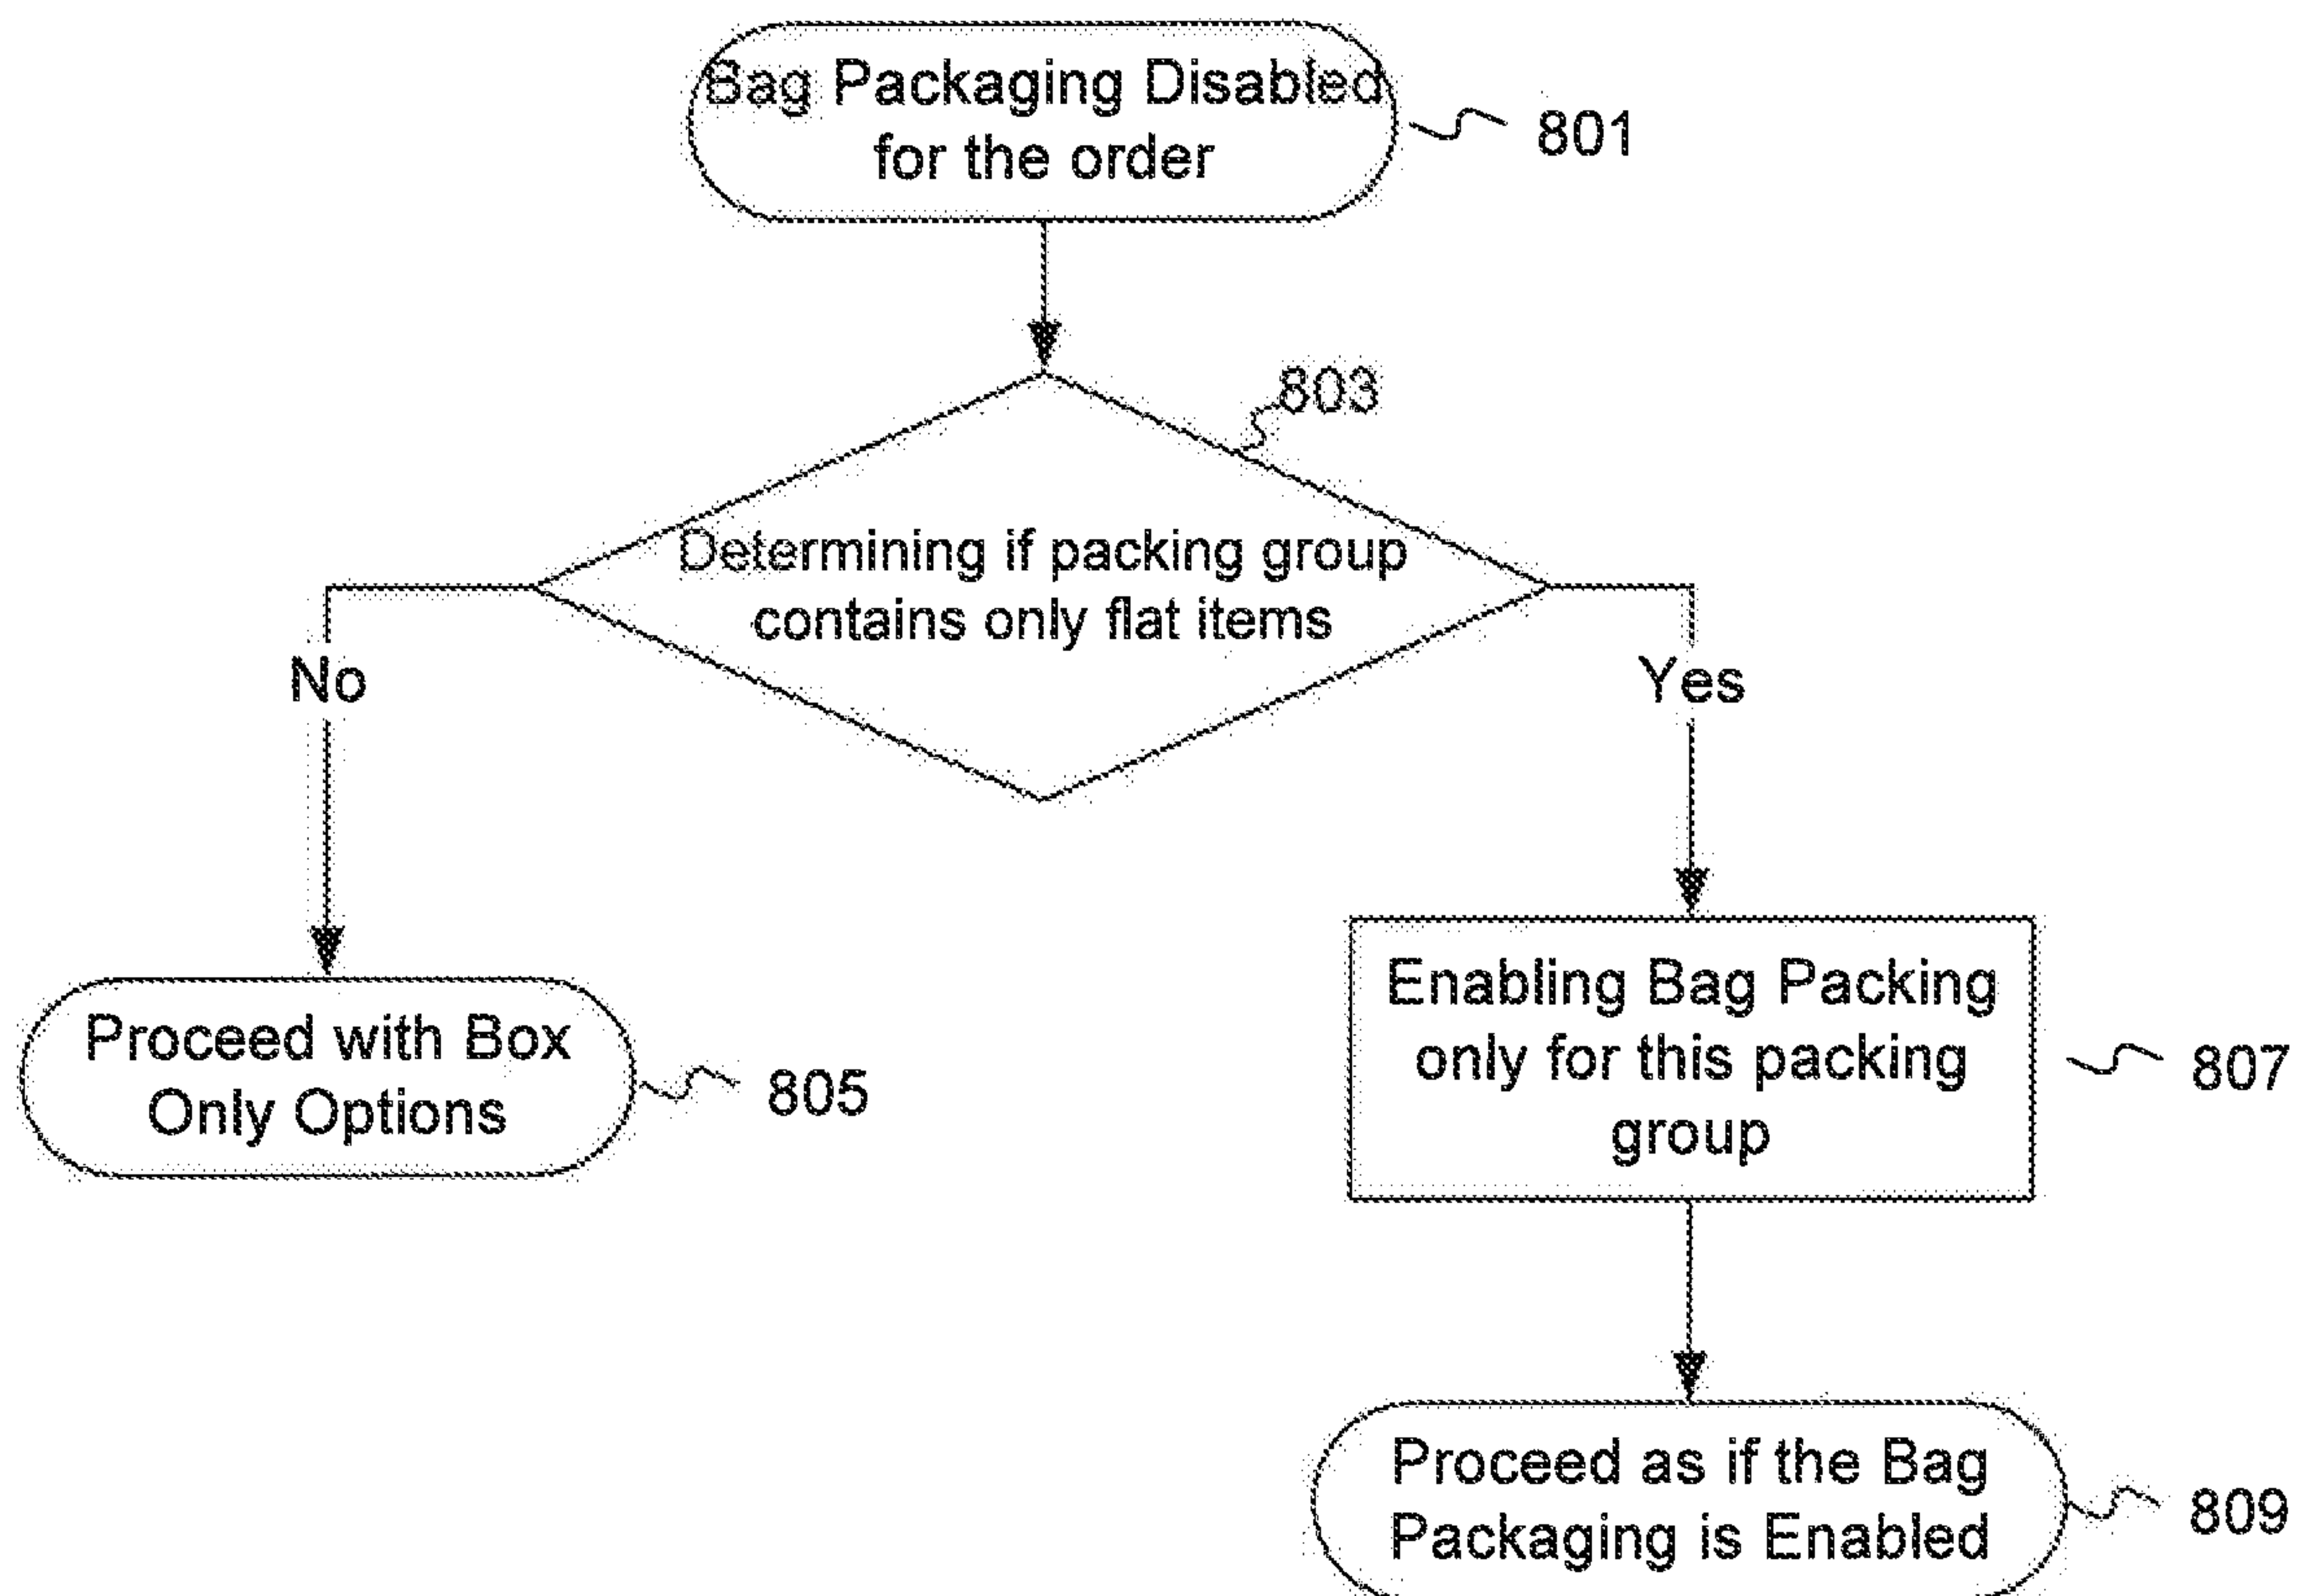 Bag Packaging Disabled
for the order
801
803
Determining if packing group
contains only flat items
No
Yes
Proceed with Box
Only Options
805
Enabling Bag Packing
only for this packing
group
807
Proceed as if the Bag
Packaging is Enabled
809